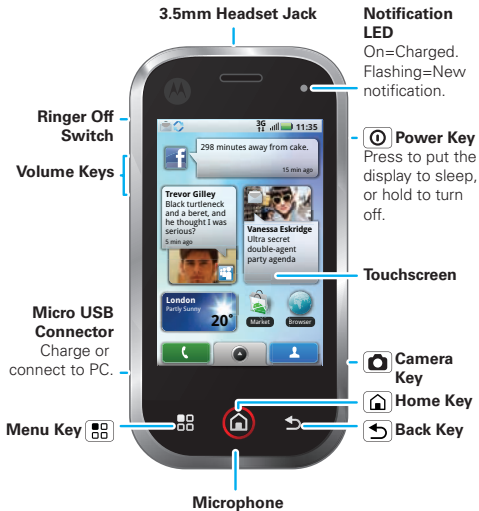 3.5mm Headset Jack
Notification
LED
On=Charged.
Flashing=New
notification.
Ringer Off
Switch
Volume Keys
Power Key
Press to put the
display to sleep,
or hold to turn
off.
3G
11:35
298 minutes away from cake.
15 min ago
Trevor Gilley
Black turtleneck
and a beret, and
he thought I was
serious?
5 min ago
Vanessa Eskridge
Ultra secret
double-agent
party agenda
Touchscreen
London
Partly Sunny
20°
Market
Browser
Micro USB
Connector
Charge or
connect to PC.
Camera
Key
Home Key
Menu Key
Back Key
Microphone